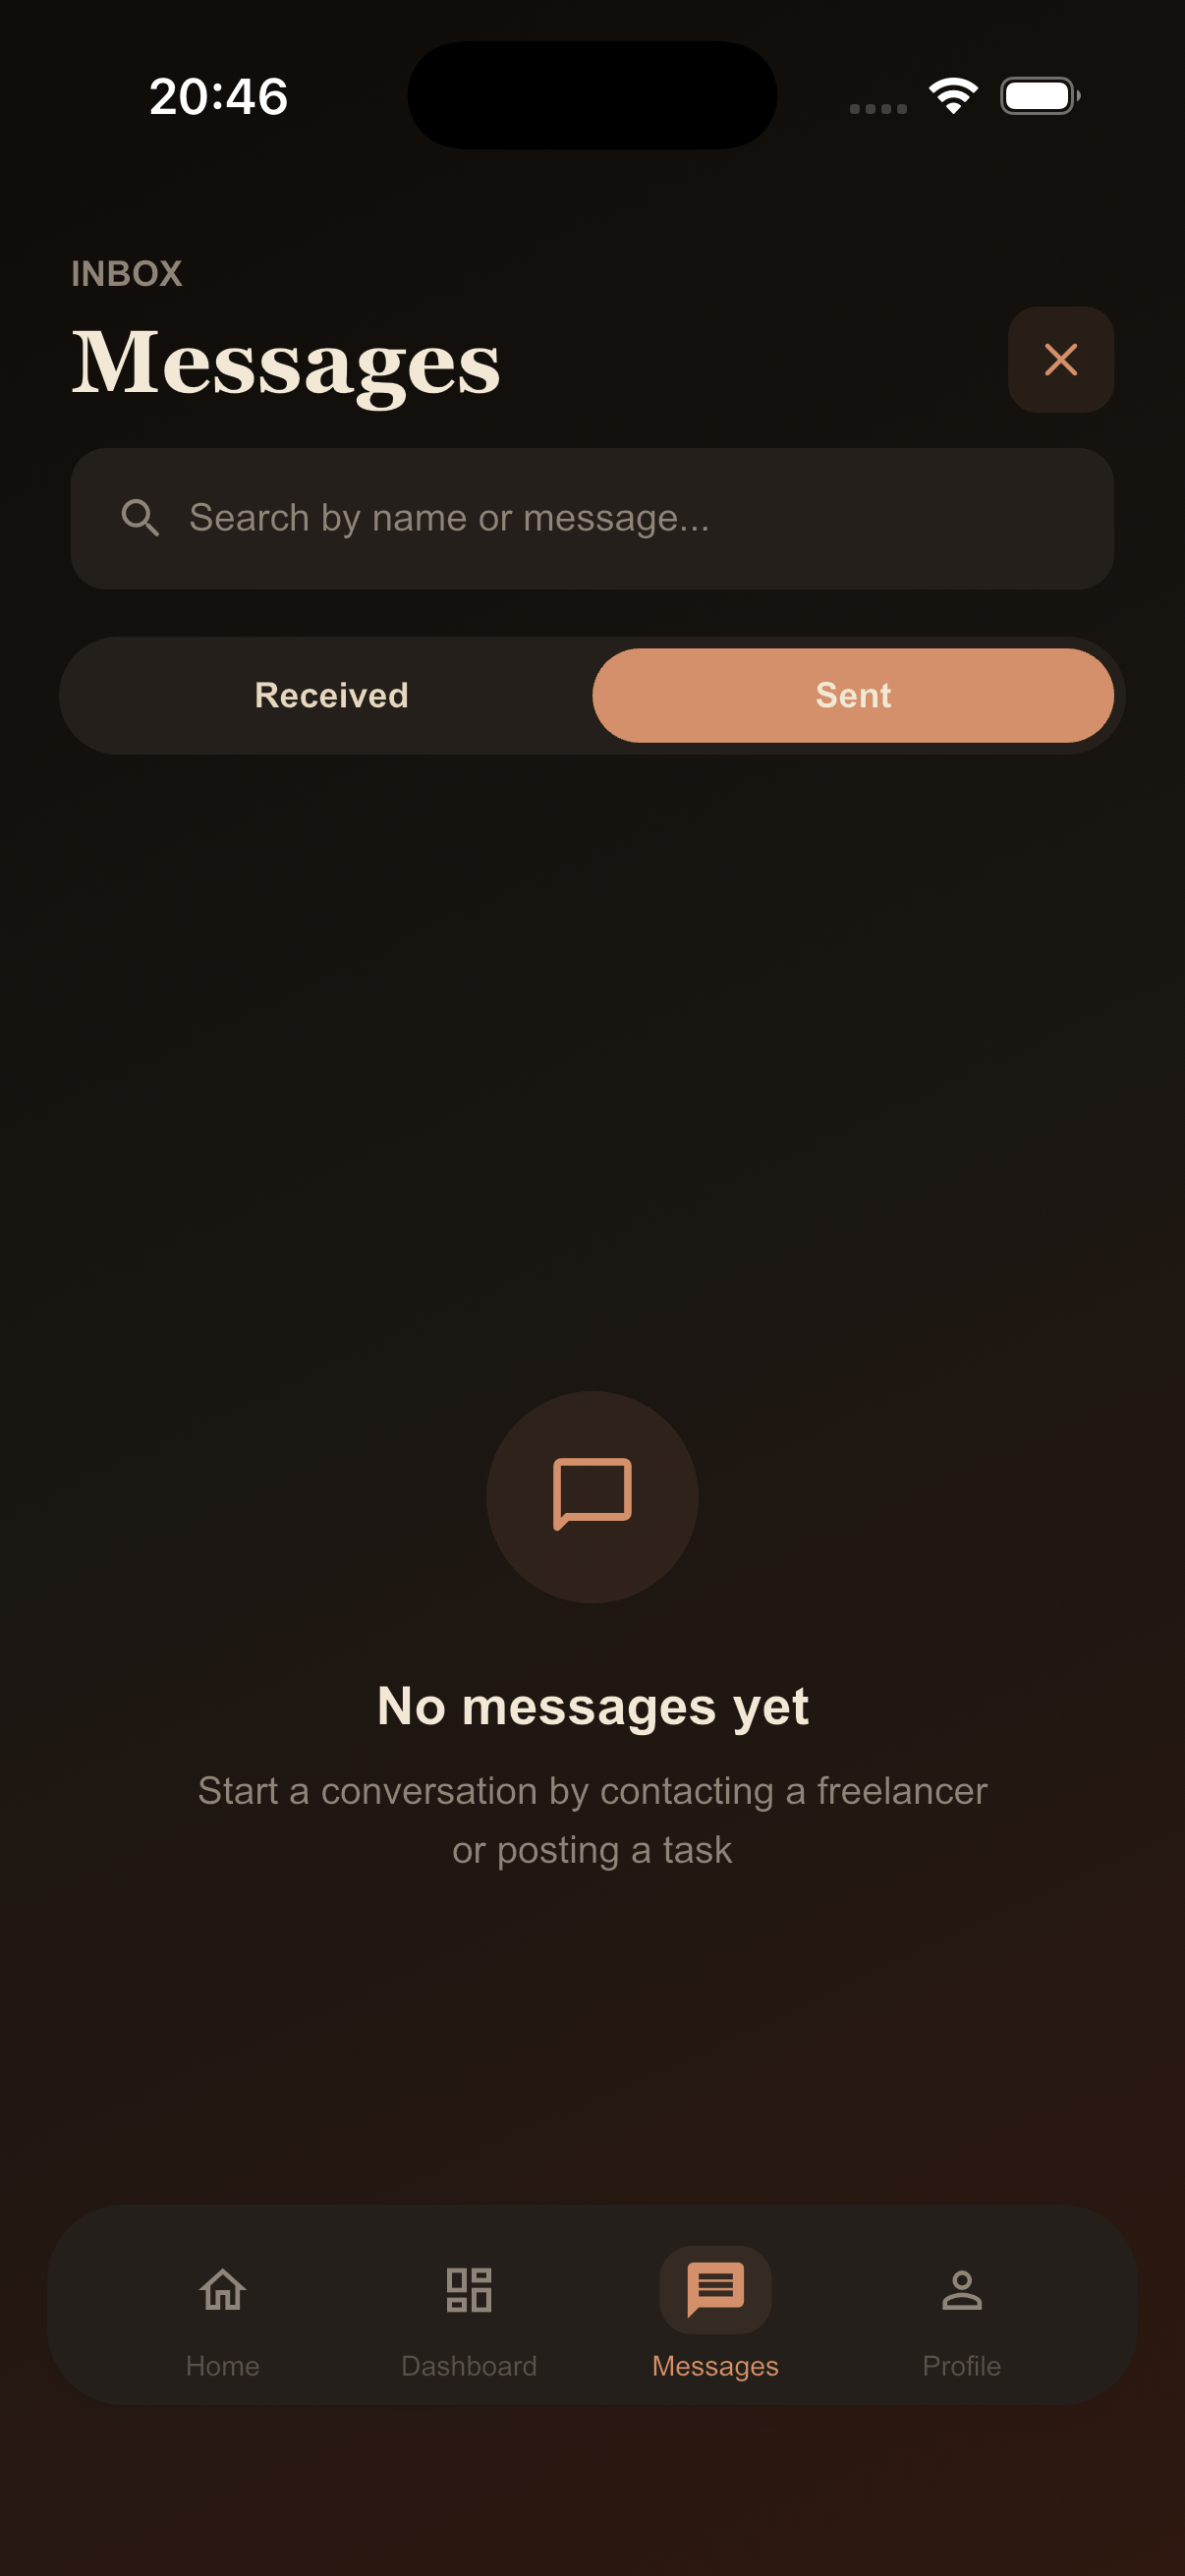 20:46
INBOX
Messages
Search by name or message...
Received
Sent
No messages yet
Start a conversation by contacting a freelancer
or posting a task
Home
Dashboard
Messages
Profile